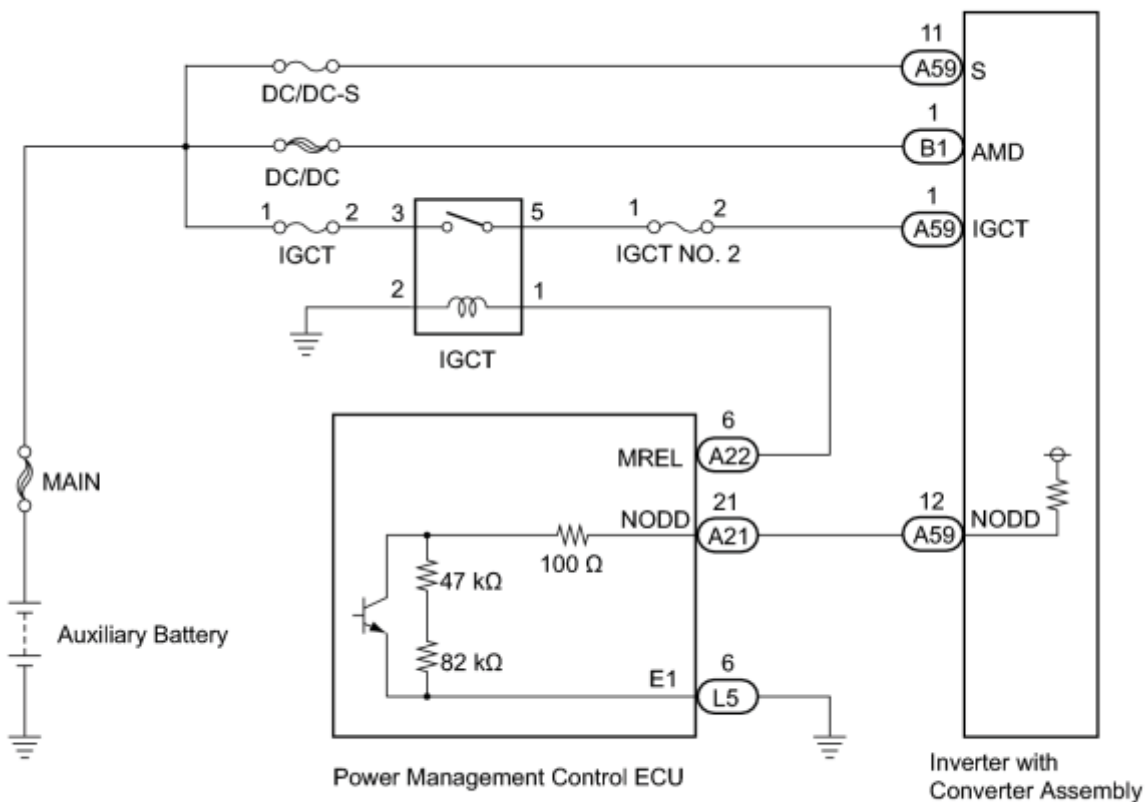 11
A59 S
DC/DC-S
1
B1 AMD
DC/DC
1 2 3 5 1 2 1
IGCT IGCT NO. 2 A59 IGCT
2 1
IGCT
6
MREL A22
MAIN
21 12
NODD A21 A59 NODD
100 Ω
47 kΩ
Auxiliary Battery
82 kΩ
6
E1 L5
Power Management Control ECU
Inverter with
Converter Assembly